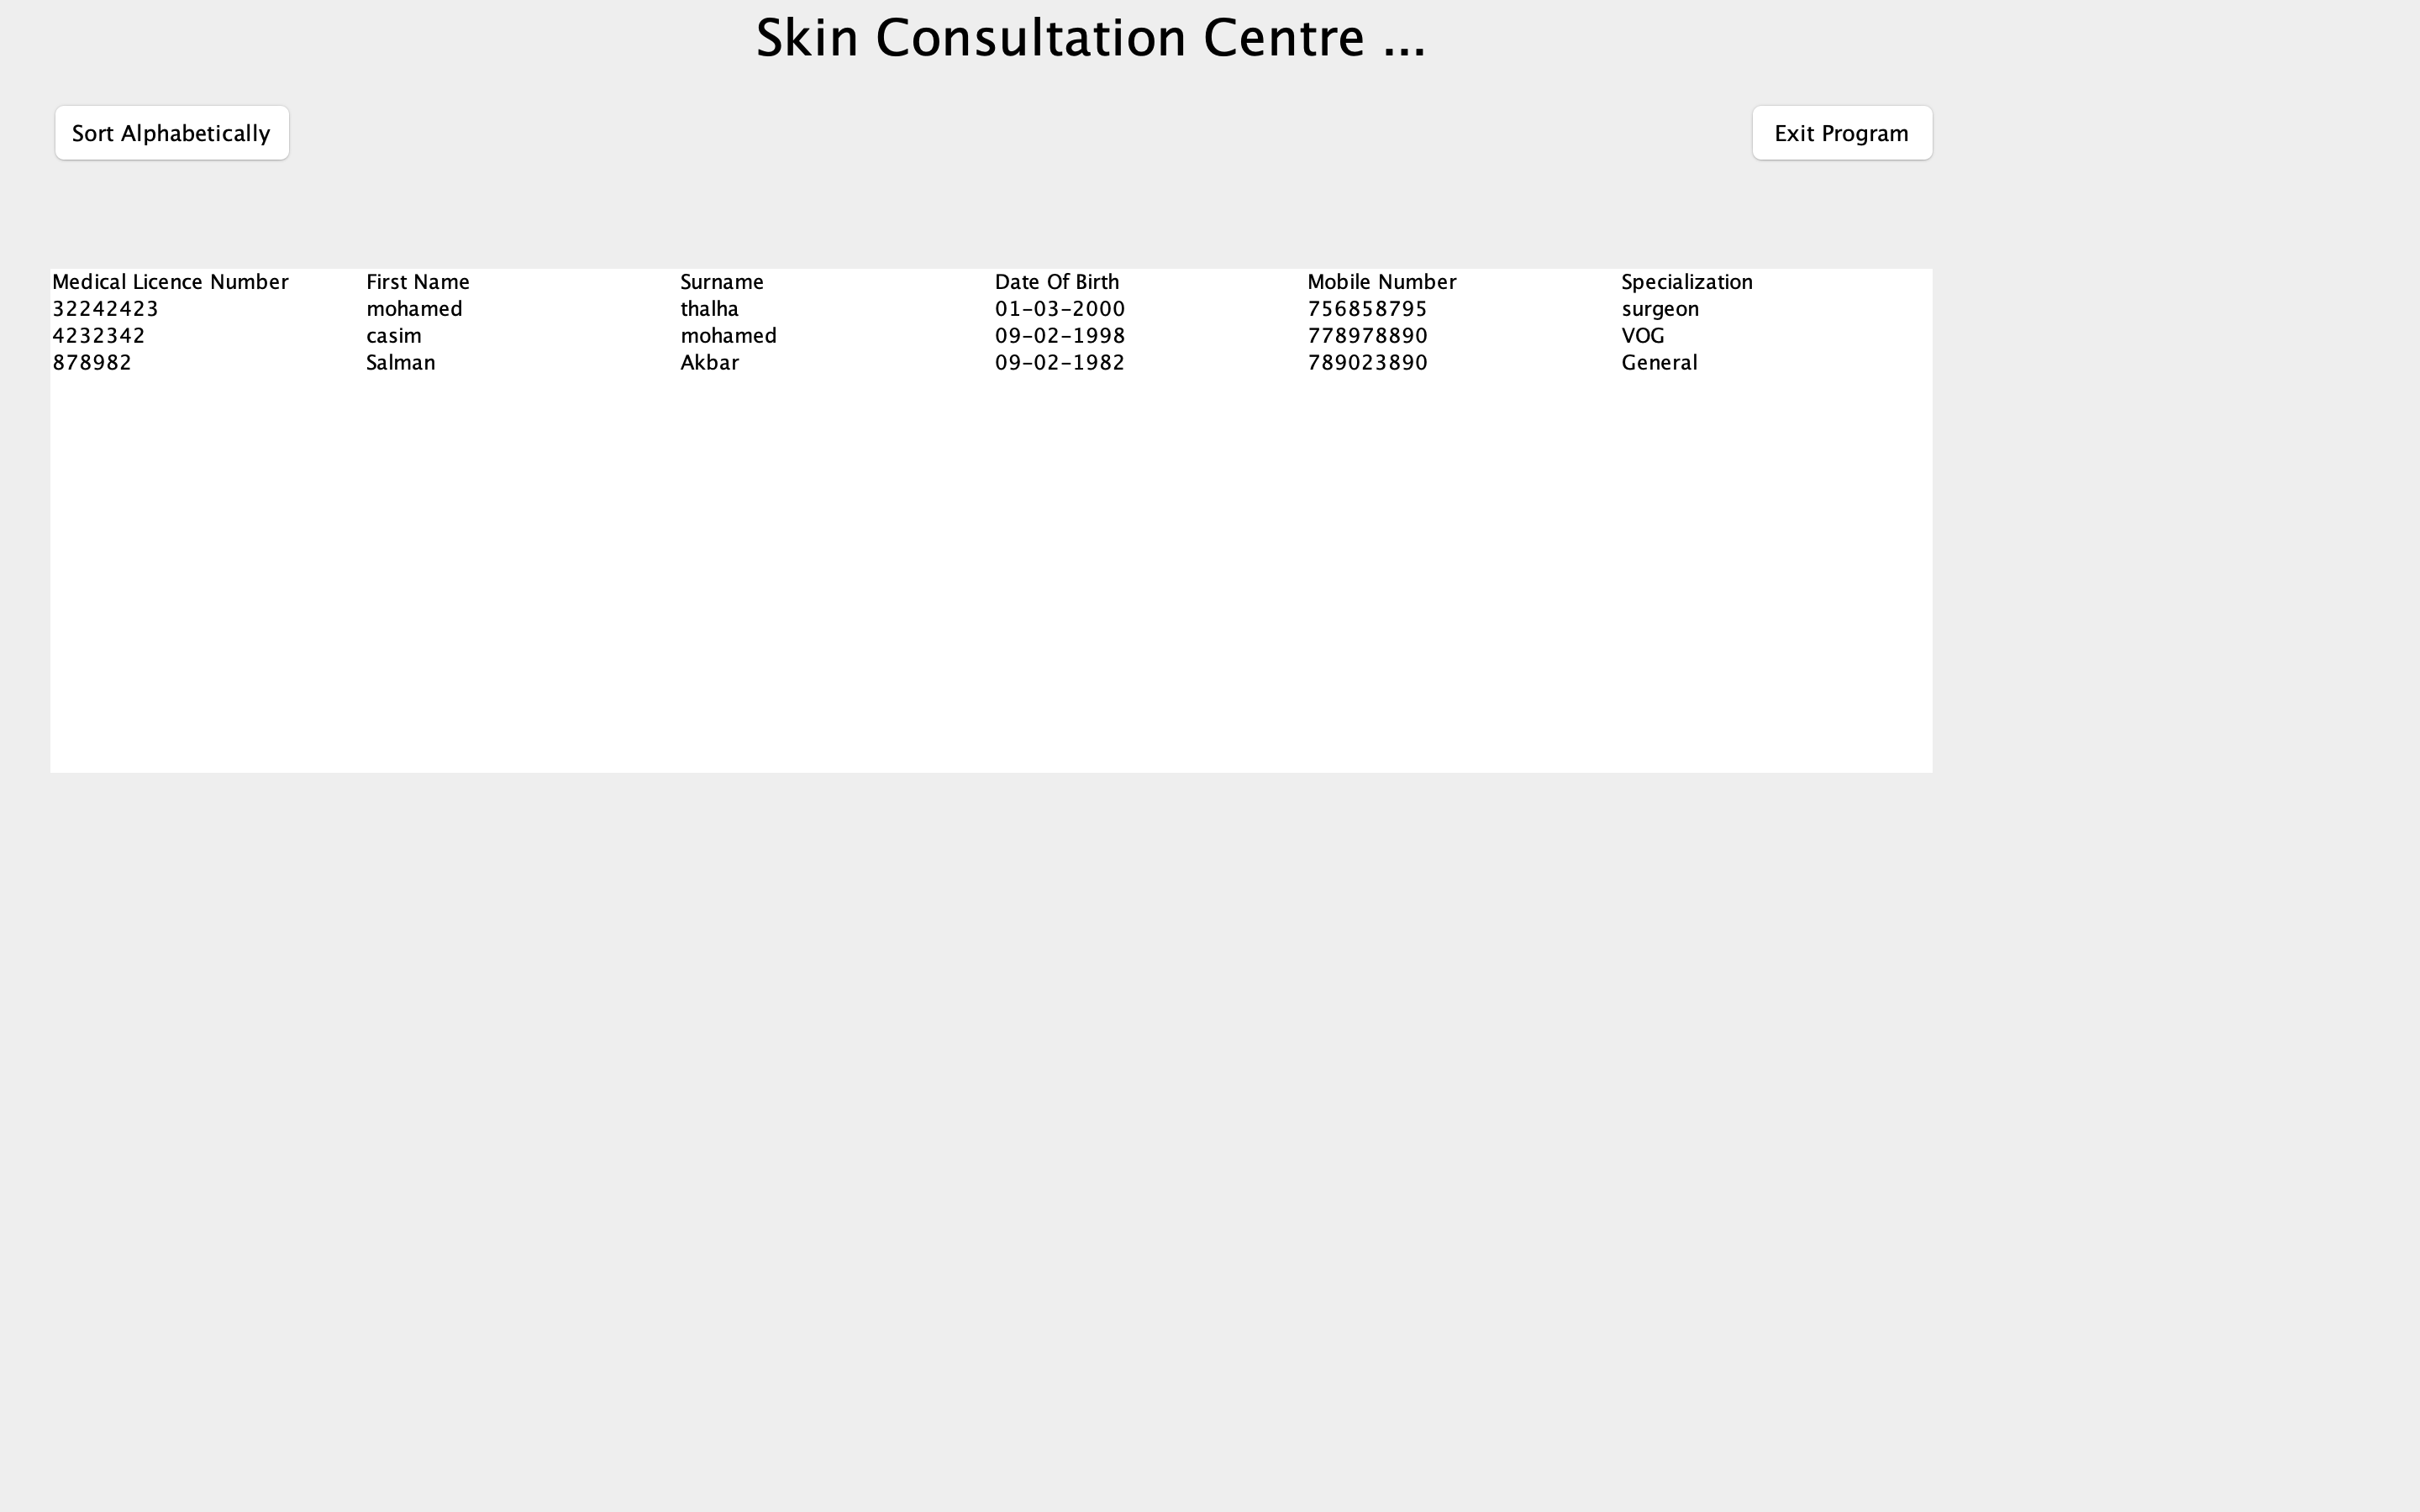 Skin Consultation Centre ...
Sort Alphabetically Exit Program
Medical Licence Number First Name Surname Date Of Birth Mobile Number Specialization
32242423 mohamed thalha 01-03-2000 756858795 surgeon
4232342 casim mohamed 09-02-1998 778978890 VOG
878982 Salman Akbar 09-02-1982 789023890 General